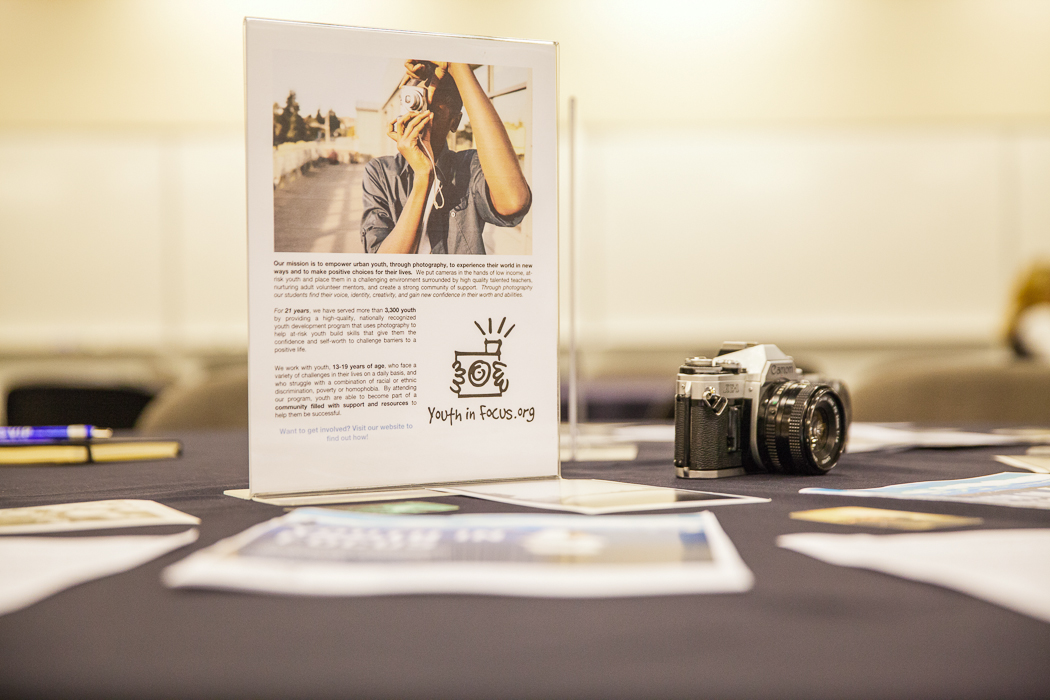 Our mission is to empower urban youth, through photography, to experience their world in new
ways and to make positive choices for their lives. We put cameras in the hands of low income, at-
risk youth and place them in a challenging environment surrounded by high quality talented teachers,
nurturing adult volunteer mentors, and create a strong community of support. Through photography
our students find their voice, identity, creativity, and gain new confidence in their worth and abilities.
For 21 years, we have served more than 3,300 youth
by providing a high-quality, nationally recognized
youth development program that uses photography to
help at-risk youth build skills that give them the
confidence and self-worth to challenge barriers to a
positive life.
We work with youth, 13-19 years of age, who face a
variety of challenges in their lives on a daily basis, and
who struggle with a combination of racial or ethnic
discrimination, poverty or homophobia. By attending
our program, youth are able to become part of a
community filled with support and resources to
help them be successful.
Want to get involved? Visit our website to
find out how!
Youth in Focus.org
Canon